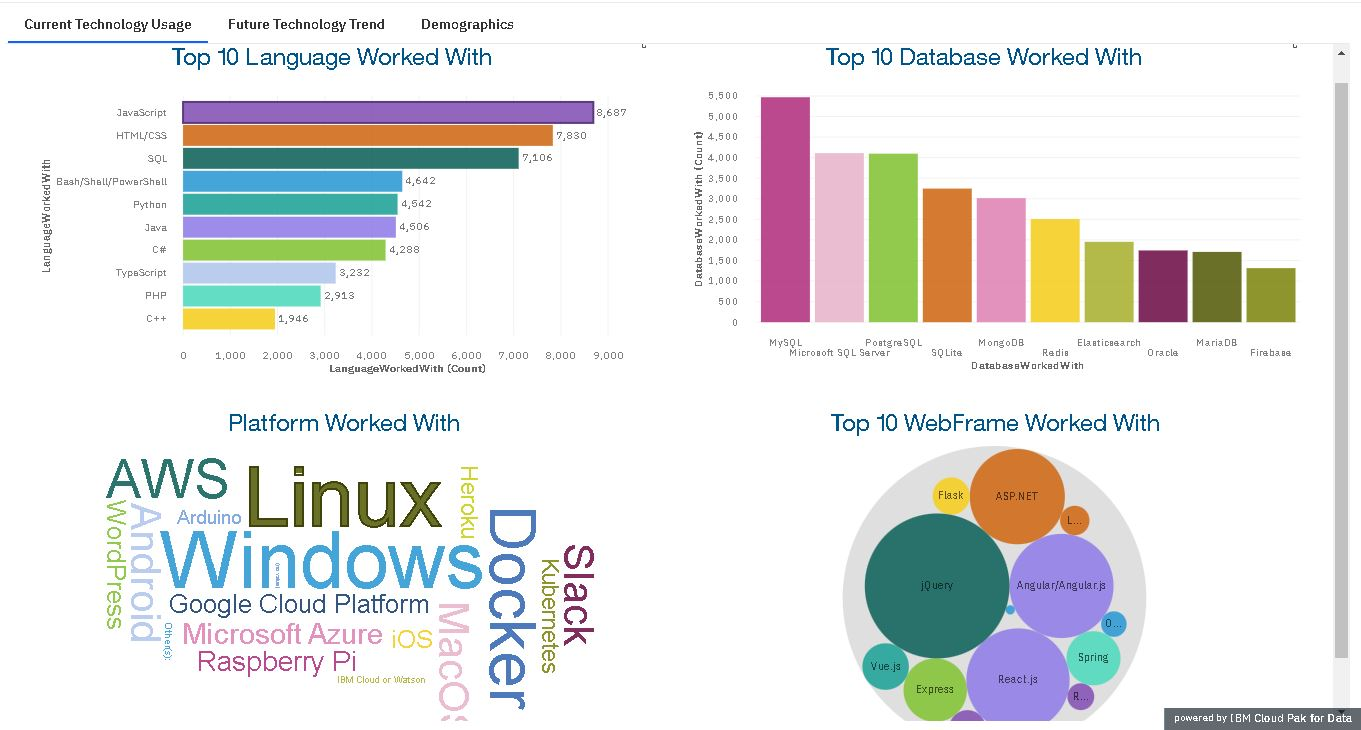 Current Technology Usage
Future Technology Trend
Demographics
Top 10 Language Worked With
LanguageWorkedWith
JavaScript 8,687
HTML/CSS 7,830
SQL 7,106
Bash/Shell/PowerShell 4,642
Python 4,542
Java 4,506
C# 4,288
TypeScript 3,232
PHP 2,913
C++ 1,946
0 1,000 2,000 3,000 4,000 5,000 6,000 7,000 8,000 9,000
LanguageWorkedWith (Count)
Top 10 Database Worked With
DatabaseWorkedWith (Count)
5,500
5,000
4,500
4,000
3,500
3,000
2,500
2,000
1,500
1,000
500
0
MySQL
Microsoft SQL Server
PostgreSQL
SQLite
MongoDB
Redis
Elasticsearch
Oracle
MariaDB
Firebase
DatabaseWorkedWith
Platform Worked With
AWS
Linux
Heroku
WordPress
Android
Arduino
Windows
Docker
Slack
Kubernetes
Google Cloud Platform
Other(s):
Microsoft Azure
iOS
MacOS
Raspberry Pi
IBM Cloud or Watson
Top 10 WebFrame Worked With
Flask
ASP.NET
L...
jQuery
Angular/Angular.js
O...
Spring
Vue.js
Express
React.js
R...
powered by IBM Cloud Pak for Data